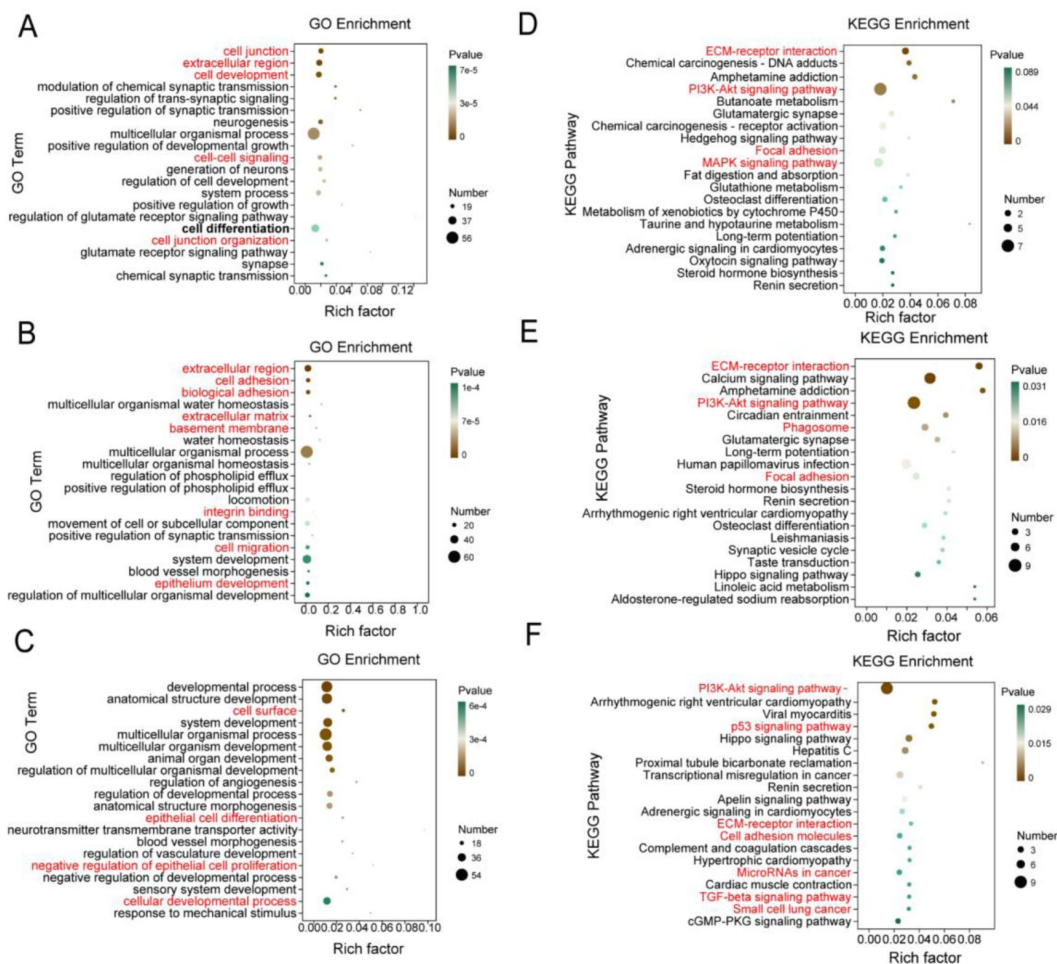 A
GO Enrichment
GO Term
cell junction
extracellular region
cell development
modulation of chemical synaptic transmission
regulation of trans-synaptic signaling
positive regulation of synaptic transmission
neurogenesis
multicellular organismal process
positive regulation of developmental growth
cell-cell signaling
generation of neurons
regulation of cell development
system process
positive regulation of growth
regulation of glutamate receptor signaling pathway
cell differentiation
cell junction organization
glutamate receptor signaling pathway
synapse
chemical synaptic transmission
0.00 0.04 0.08 0.12
Rich factor
Pvalue
7e-5
3e-5
0
Number
19
37
56
B
GO Enrichment
GO Term
extracellular region
cell adhesion
biological adhesion
multicellular organismal water homeostasis
extracellular matrix
basement membrane
water homeostasis
multicellular organismal process
multicellular organismal homeostasis
regulation of phospholipid efflux
positive regulation of phospholipid efflux
locomotion
integrin binding
movement of cell or subcellular component
positive regulation of synaptic transmission
cell migration
system development
blood vessel morphogenesis
epithelium development
regulation of multicellular organismal development
0.0 0.2 0.4 0.6 0.8 1.0
Rich factor
Pvalue
1e-4
7e-5
0
Number
20
40
60
C
GO Enrichment
GO Term
developmental process
anatomical structure development
cell surface
system development
multicellular organismal process
multicellular organism development
animal organ development
regulation of multicellular organismal development
regulation of angiogenesis
regulation of developmental process
anatomical structure morphogenesis
epithelial cell differentiation
neurotransmitter transmembrane transporter activity
blood vessel morphogenesis
regulation of vasculature development
negative regulation of epithelial cell proliferation
negative regulation of developmental process
sensory system development
cellular developmental process
response to mechanical stimulus
0.00 0.02 0.04 0.06 0.08 0.10
Rich factor
Pvalue
6e-4
3e-4
0
Number
18
36
54
D
KEGG Enrichment
KEGG Pathway
ECM-receptor interaction
Chemical carcinogenesis - DNA adducts
Amphetamine addiction
PI3K-Akt signaling pathway
Butanoate metabolism
Glutamatergic synapse
Chemical carcinogenesis - receptor activation
Hedgehog signaling pathway
Focal adhesion
MAPK signaling pathway
Fat digestion and absorption
Glutathione metabolism
Osteoclast differentiation
Metabolism of xenobiotics by cytochrome P450
Taurine and hypotaurine metabolism
Long-term potentiation
Adrenergic signaling in cardiomyocytes
Oxytocin signaling pathway
Steroid hormone biosynthesis
Renin secretion
0.00 0.02 0.04 0.06 0.08
Rich factor
Pvalue
0.089
0.044
0
Number
2
5
7
E
KEGG Enrichment
KEGG Pathway
ECM-receptor interaction
Calcium signaling pathway
Amphetamine addiction
PI3K-Akt signaling pathway
Circadian entrainment
Phagosome
Glutamatergic synapse
Long-term potentiation
Human papillomavirus infection
Focal adhesion
Steroid hormone biosynthesis
Renin secretion
Arrhythmogenic right ventricular cardiomyopathy
Osteoclast differentiation
Leishmaniasis
Synaptic vesicle cycle
Taste transduction
Hippo signaling pathway
Linoleic acid metabolism
Aldosterone-regulated sodium reabsorption
0.00 0.02 0.04 0.06
Rich factor
Pvalue
0.031
0.016
0
Number
3
6
9
F
KEGG Enrichment
KEGG Pathway
PI3K-Akt signaling pathway -
Arrhythmogenic right ventricular cardiomyopathy
Viral myocarditis
p53 signaling pathway
Hippo signaling pathway
Hepatitis C
Proximal tubule bicarbonate reclamation
Transcriptional misregulation in cancer
Renin secretion
Apelin signaling pathway
Adrenergic signaling in cardiomyocytes
ECM-receptor interaction
Cell adhesion molecules
Complement and coagulation cascades
Hypertrophic cardiomyopathy
MicroRNAs in cancer
Cardiac muscle contraction
TGF-beta signaling pathway
Small cell lung cancer
cGMP-PKG signaling pathway
0.00 0.02 0.04 0.06 0.08
Rich factor
Pvalue
0.029
0.015
0
Number
3
6
9